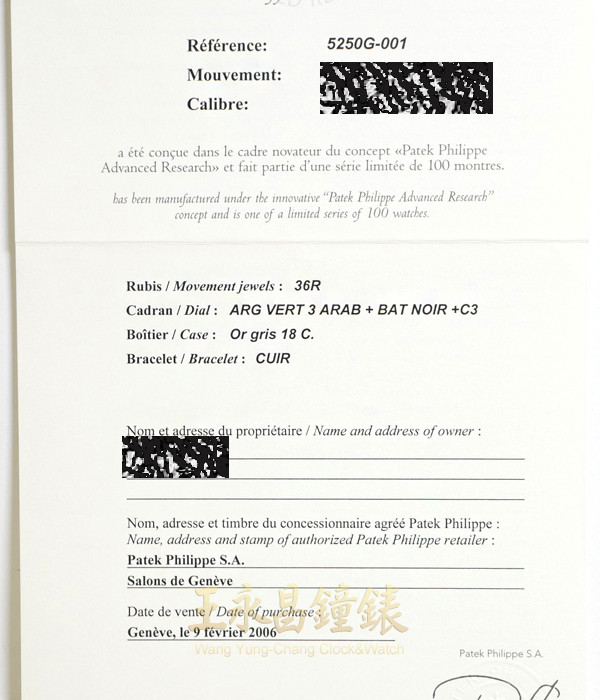 Référence: 5250G-001
Mouvement:
Calibre:
a été conçue dans le cadre novateur du concept «Patek Philippe
Advanced Research» et fait partie d'une série limitée de 100 montres.
has been manufactured under the innovative "Patek Philippe Advanced Research"
concept and is one of a limited series of 100 watches.
Rubis / Movement jewels : 36R
Cadran / Dial : ARG VERT 3 ARAB + BAT NOIR +C3
Boîtier / Case : Or gris 18 C.
Bracelet / Bracelet : CUIR
Nom et adresse du propriétaire / Name and address of owner :
Nom, adresse et timbre du concessionnaire agréé Patek Philippe :
Name, address and stamp of authorized Patek Philippe retailer :
Patek Philippe S.A.
Salons de Genève
Date de vente / Date of purchase :
王永昌鐘錶
Genève, le 9 février 2006
Wang Yung-Chang Clock&Watch
Patek Philippe S.A.